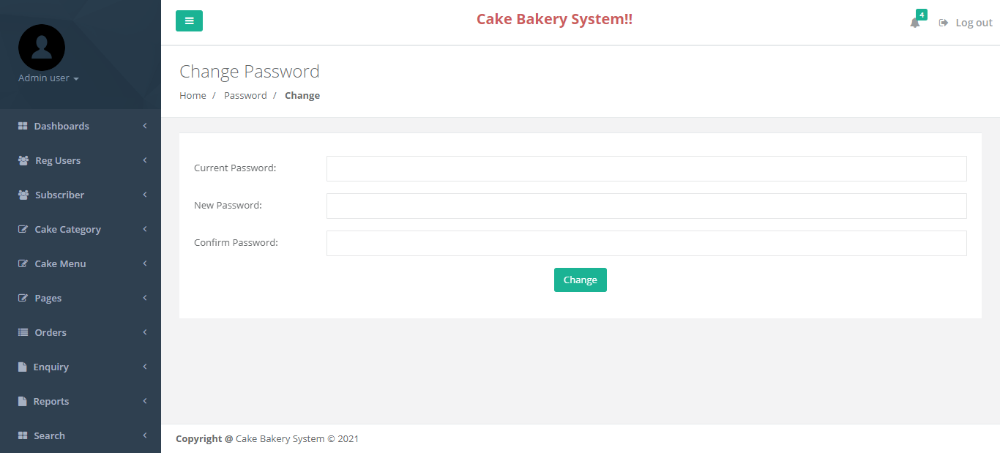 Cake Bakery System!!
4
Log out
Admin user
Dashboards
Reg Users
Subscriber
Cake Category
Cake Menu
Pages
Orders
Enquiry
Reports
Search
Change Password
Home / Password / Change
Current Password:
New Password:
Confirm Password:
Change
Copyright @ Cake Bakery System © 2021